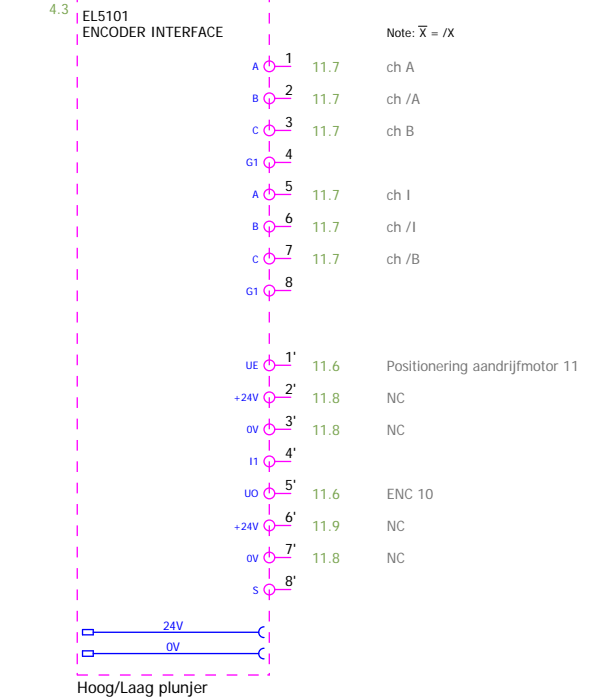 4.3
EL5101
ENCODER INTERFACE
Note: X̅ = /X
A 1 11.7 ch A
B 2 11.7 ch /A
C 3 11.7 ch B
G1 4
A 5 11.7 ch I
B 6 11.7 ch /I
C 7 11.7 ch /B
G1 8
UE 1' 11.6 Positionering aandrijfmotor 11
+24V 2' 11.8 NC
0V 3' 11.8 NC
I1 4'
UO 5' 11.6 ENC 10
+24V 6' 11.9 NC
0V 7' 11.8 NC
S 8'
24V
0V
Hoog/Laag plunjer